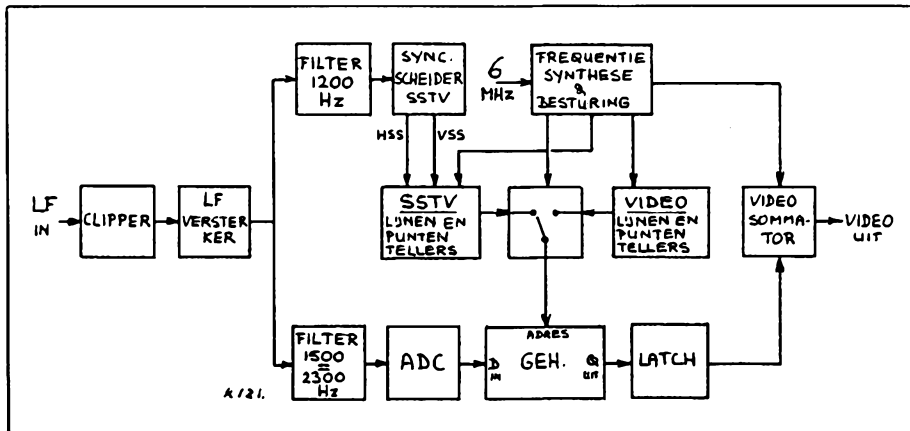 FILTER
1200
Hz
SYNC.
SCHEIDER
SSTV
6
MHz
FREQUENTIE
SYNTHESE
&
BESTURING
HSS
VSS
LF
IN
CLIPPER
LF
VERSTER
KER
SSTV
LIJNEN EN
PUNTEN
TELLERS
VIDEO
LIJNEN EN
PUNTEN
TELLERS
VIDEO
SOMMA-
TOR
VIDEO
UIT
FILTER
1500
=
2300
Hz
ADC
ADRES
D
IN
GEH.
Q
UIT
LATCH
K121.